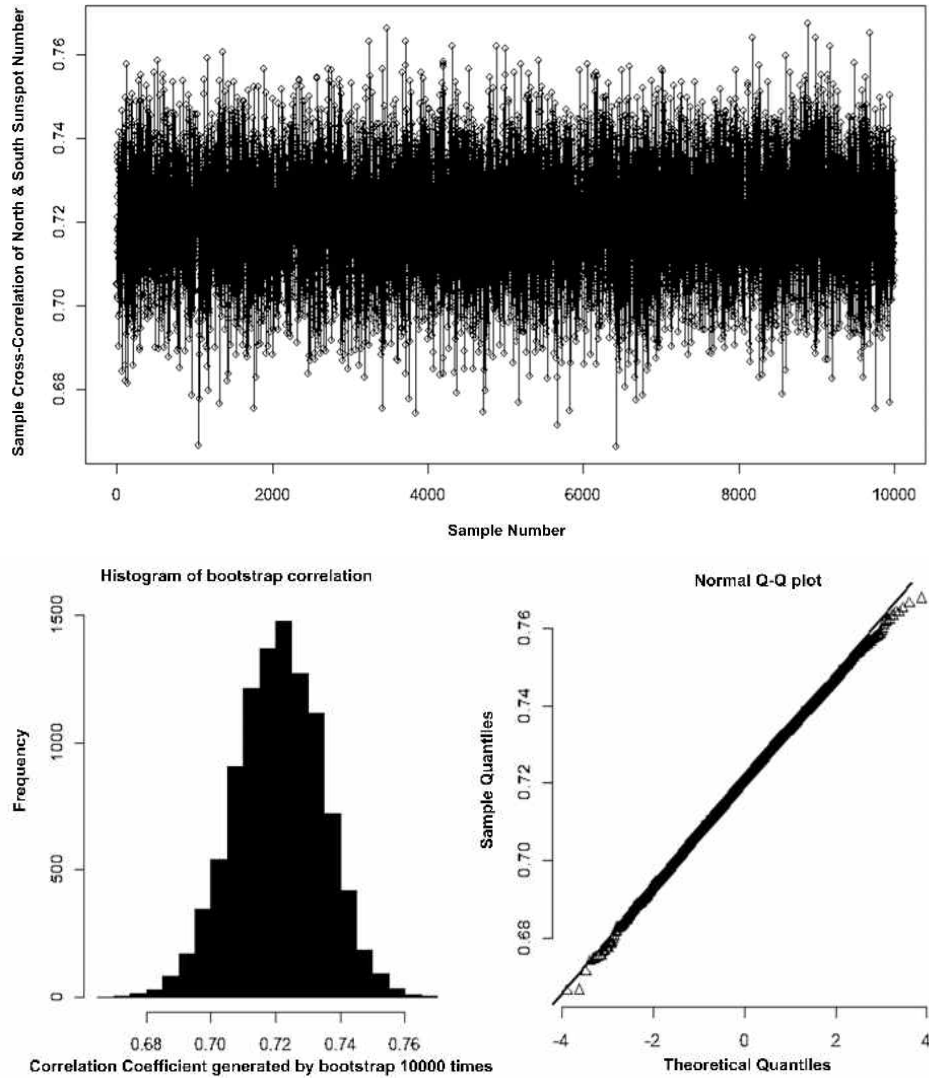 Sample Cross-Correlation of North & South Sunspot Number
0.76
0.74
0.72
0.70
0.68
0 2000 4000 6000 8000 10000
Sample Number
Histogram of bootstrap correlation
Frequency
1500
1000
500
0
0.68 0.70 0.72 0.74 0.76
Correlation Coefficient generated by bootstrap 10000 times
Normal Q-Q plot
Sample Quantiles
0.76
0.74
0.72
0.70
0.68
-4 -2 0 2 4
Theoretical Quantiles